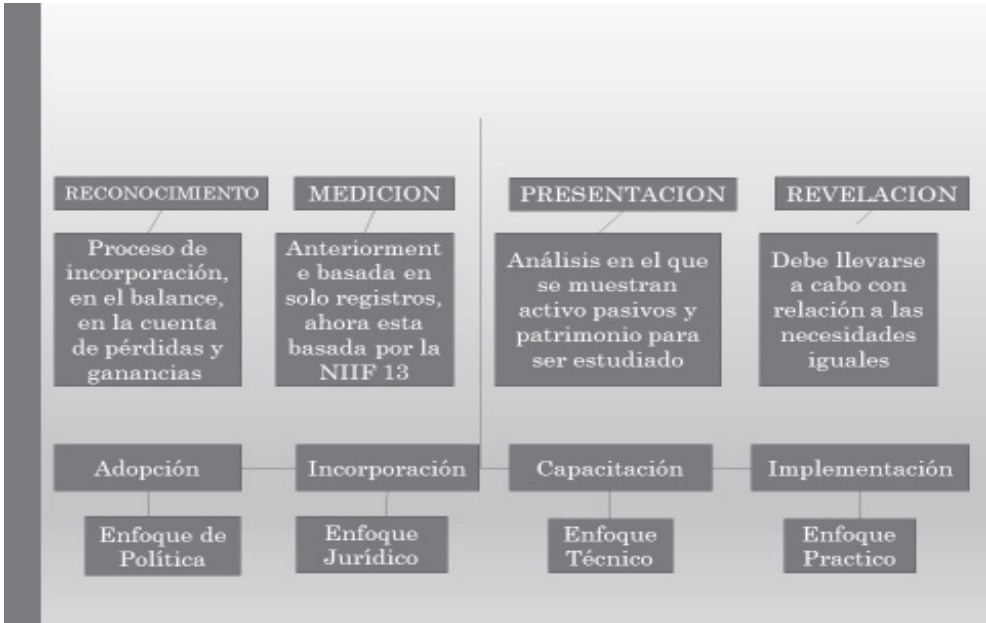 RECONOCIMIENTO
MEDICION
PRESENTACION
REVELACION
Proceso de
incorporación,
en el balance,
en la cuenta
de pérdidas y
ganancias
Anteriorment
e basada en
solo registros,
ahora esta
basada por la
NIIF 13
Análisis en el que
se muestran
activo pasivos y
patrimonio para
ser estudiado
Debe llevarse
a cabo con
relación a las
necesidades
iguales
Adopción
Incorporación
Capacitación
Implementación
Enfoque de
Política
Enfoque
Jurídico
Enfoque
Técnico
Enfoque
Practico